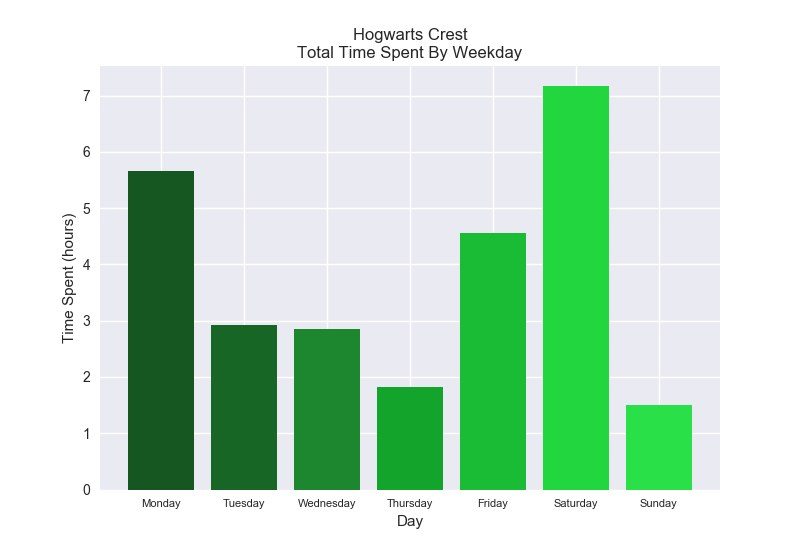 Hogwarts Crest
Total Time Spent By Weekday
Time Spent (hours)
7
6
5
4
3
2
1
0
Monday Tuesday Wednesday Thursday Friday Saturday Sunday
Day